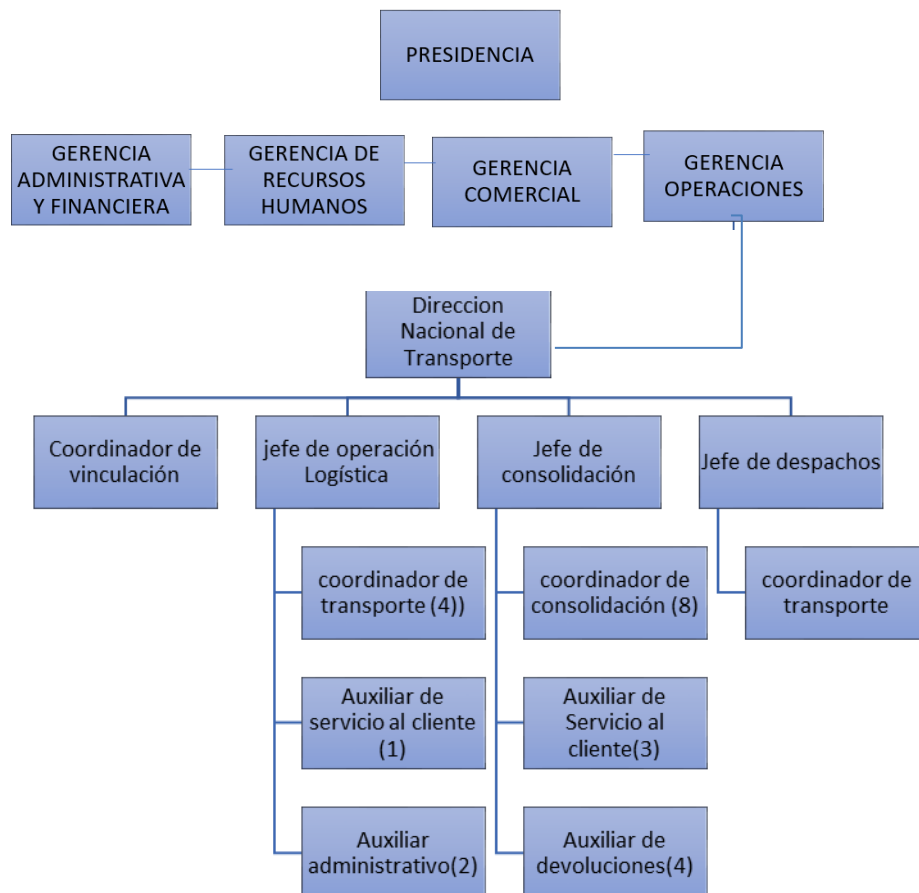 PRESIDENCIA
GERENCIA
ADMINISTRATIVA
Y FINANCIERA
GERENCIA DE
RECURSOS
HUMANOS
GERENCIA
COMERCIAL
GERENCIA
OPERACIONES
Direccion
Nacional de
Transporte
Coordinador de
vinculación
jefe de operación
Logística
Jefe de
consolidación
Jefe de despachos
coordinador de
transporte (4))
coordinador de
consolidación (8)
coordinador de
transporte
Auxiliar de
servicio al cliente
(1)
Auxiliar de
Servicio al
cliente(3)
Auxiliar
administrativo(2)
Auxiliar de
devoluciones(4)